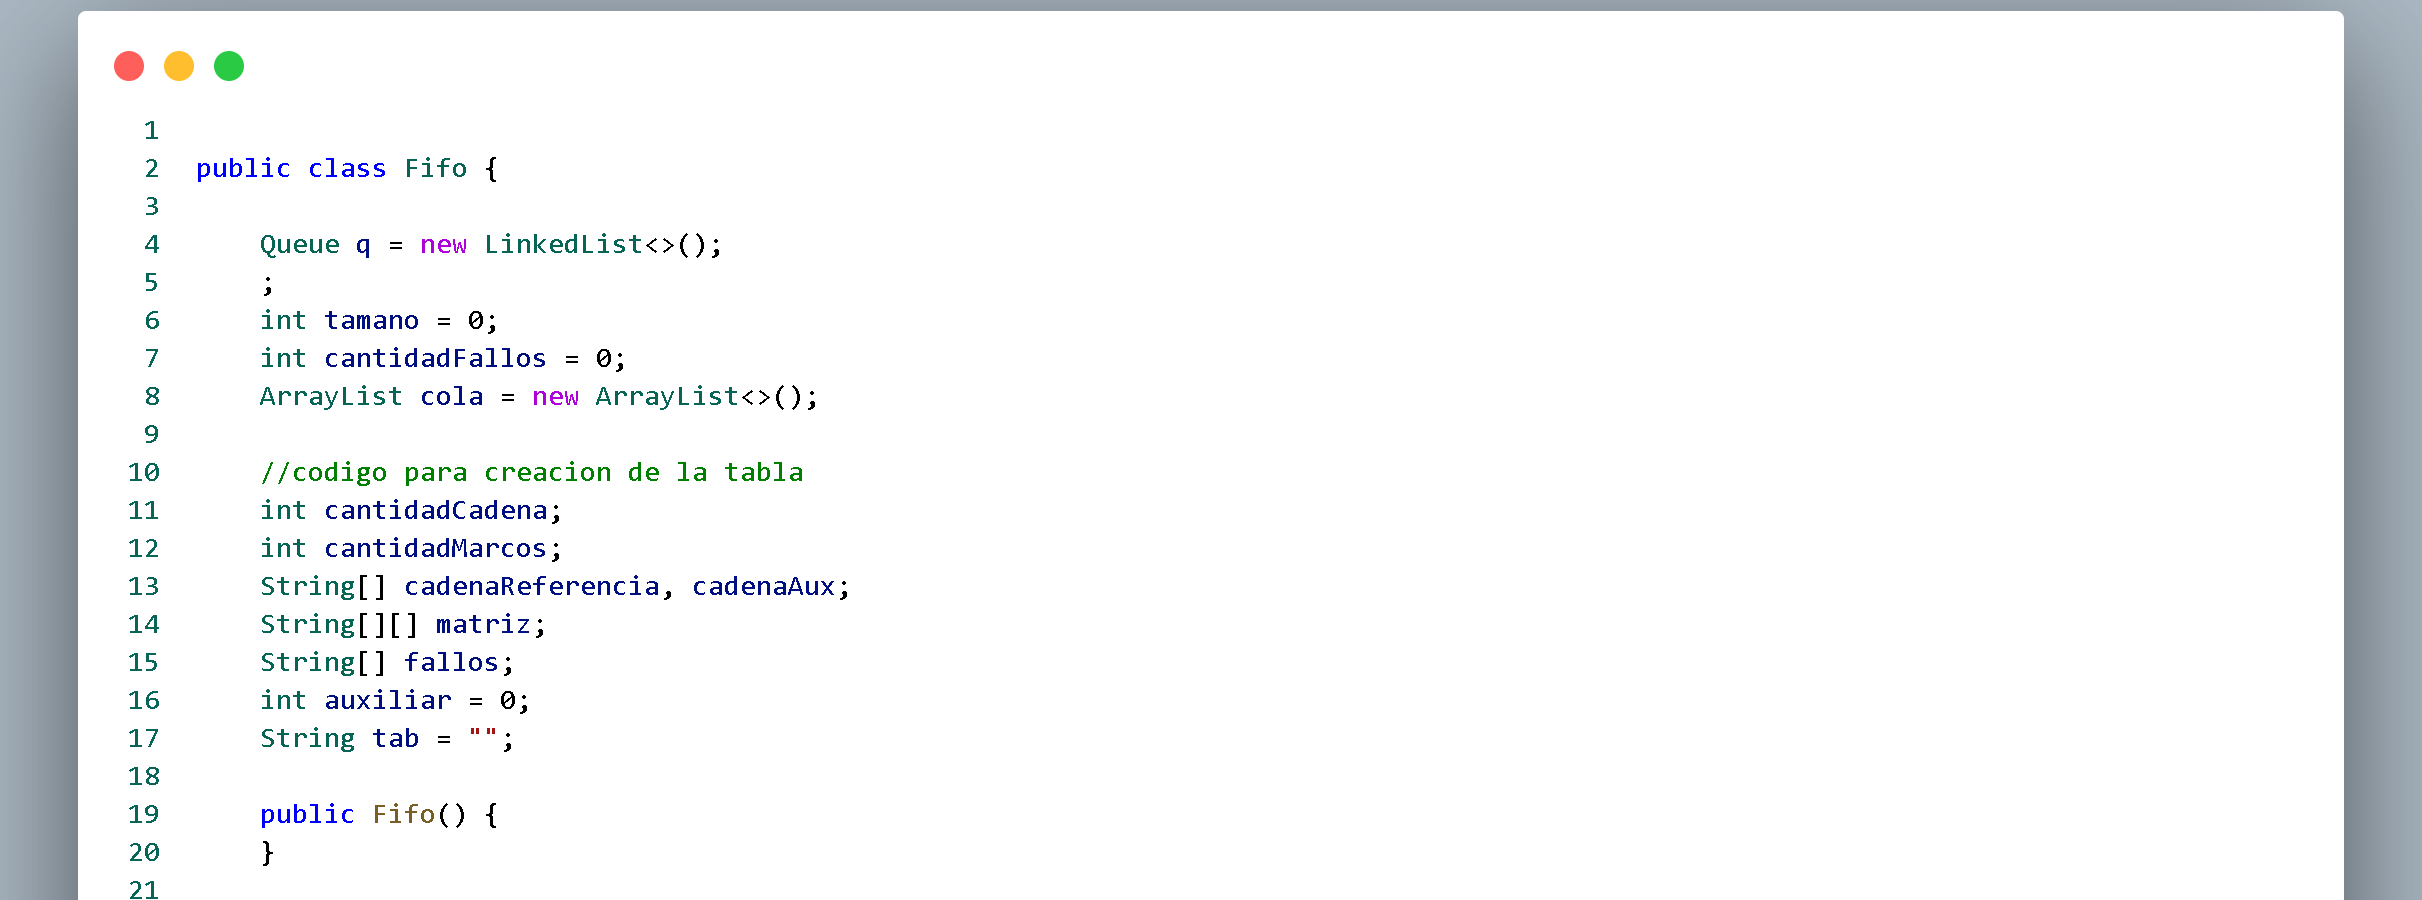 1
2 public class Fifo {
3
4     Queue q = new LinkedList<>();
5     ;
6     int tamano = 0;
7     int cantidadFallos = 0;
8     ArrayList cola = new ArrayList<>();
9
10     //codigo para creacion de la tabla
11     int cantidadCadena;
12     int cantidadMarcos;
13     String[] cadenaReferencia, cadenaAux;
14     String[][] matriz;
15     String[] fallos;
16     int auxiliar = 0;
17     String tab = "";
18
19     public Fifo() {
20     }
21